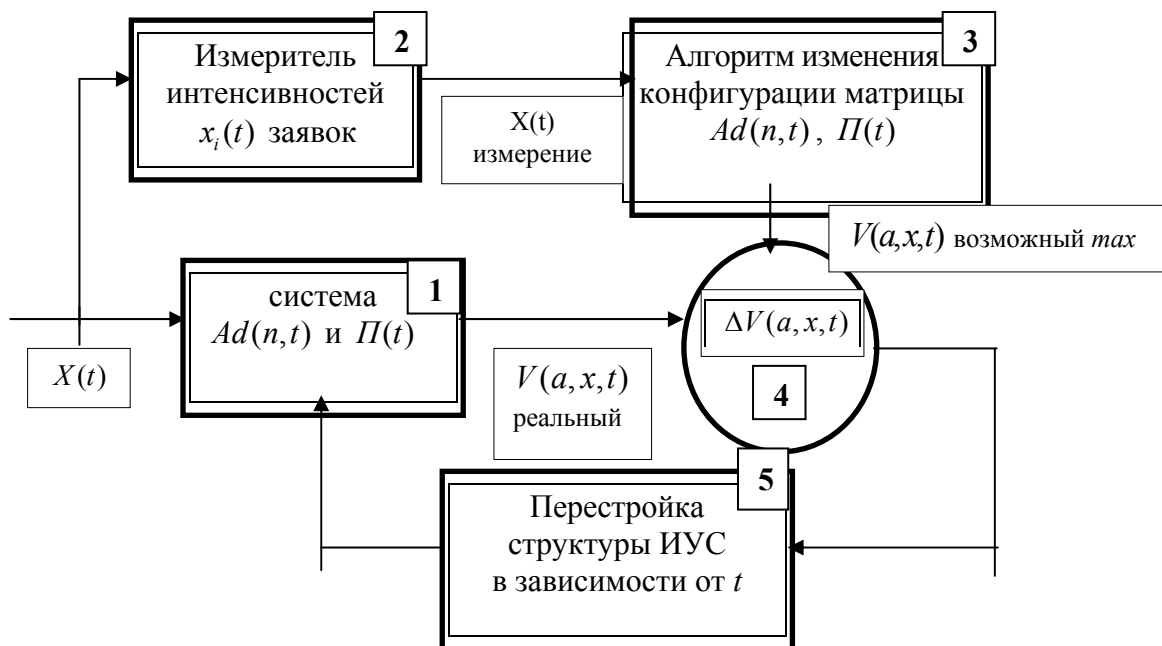 2
Измеритель
интенсивностей
x_i(t) заявок
X(t)
измерение
3
Алгоритм изменения
конфигурации матрицы
Ad(n,t), П(t)
V(a,x,t) возможный max
X(t)
1
система
Ad(n,t) и П(t)
V(a,x,t)
реальный
ΔV(a,x,t)
4
5
Перестройка
структуры ИУС
в зависимости от t